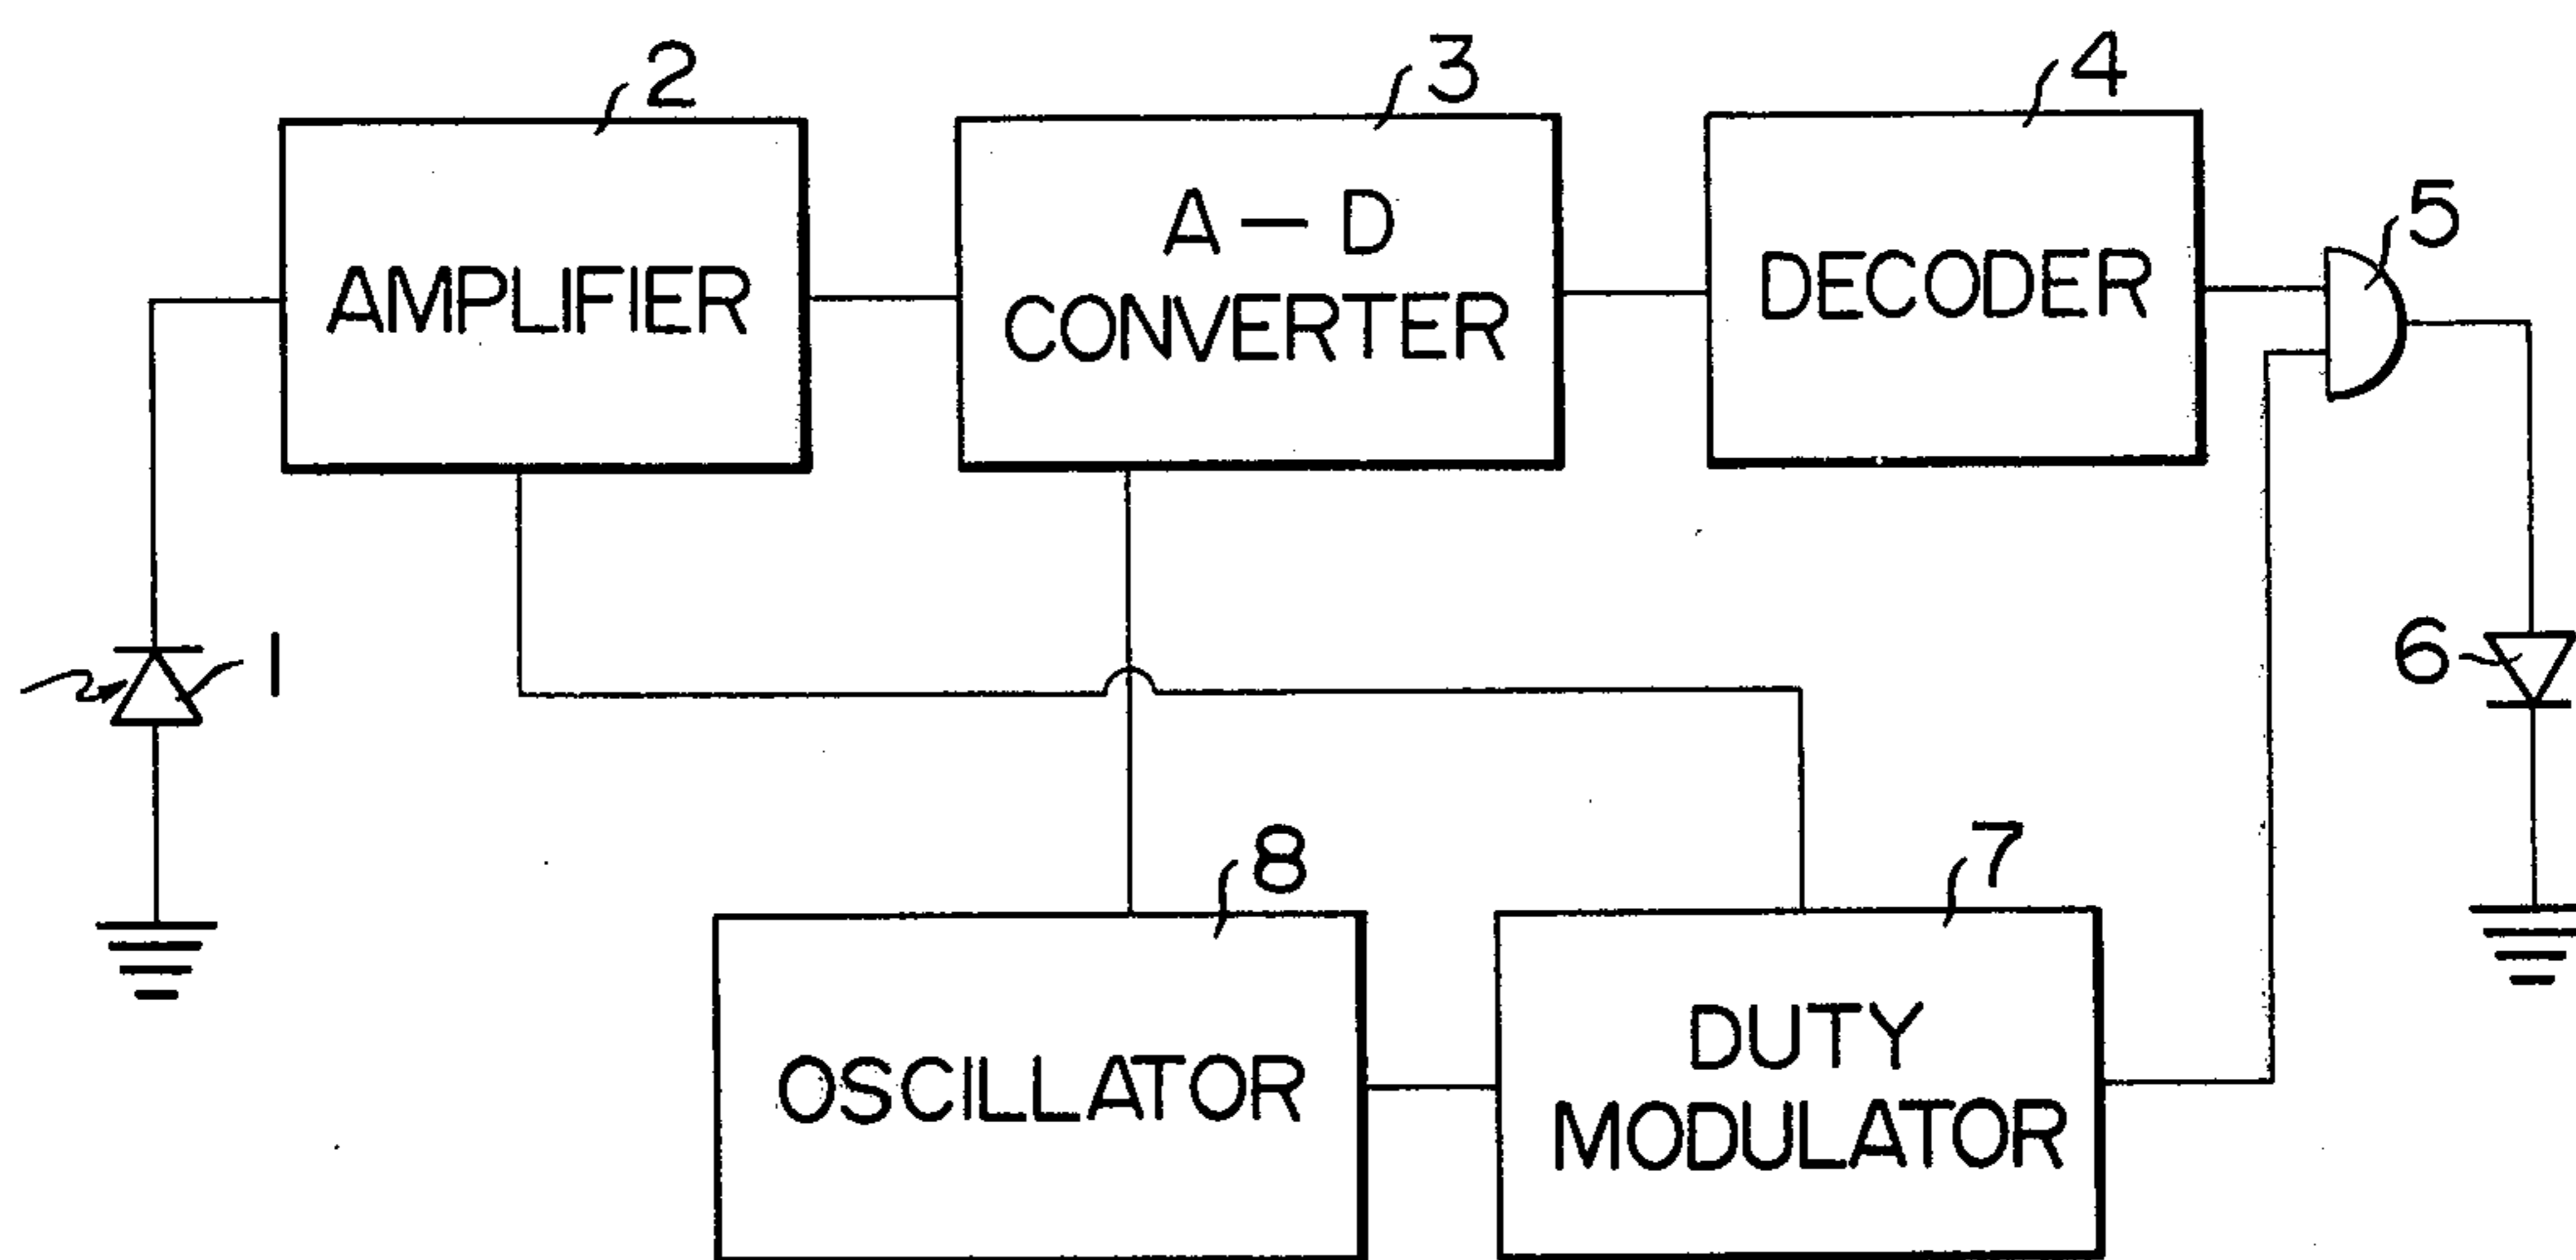 2
3
4
AMPLIFIER
A-D
CONVERTER
DECODER
5
1
6
8
7
OSCILLATOR
DUTY
MODULATOR